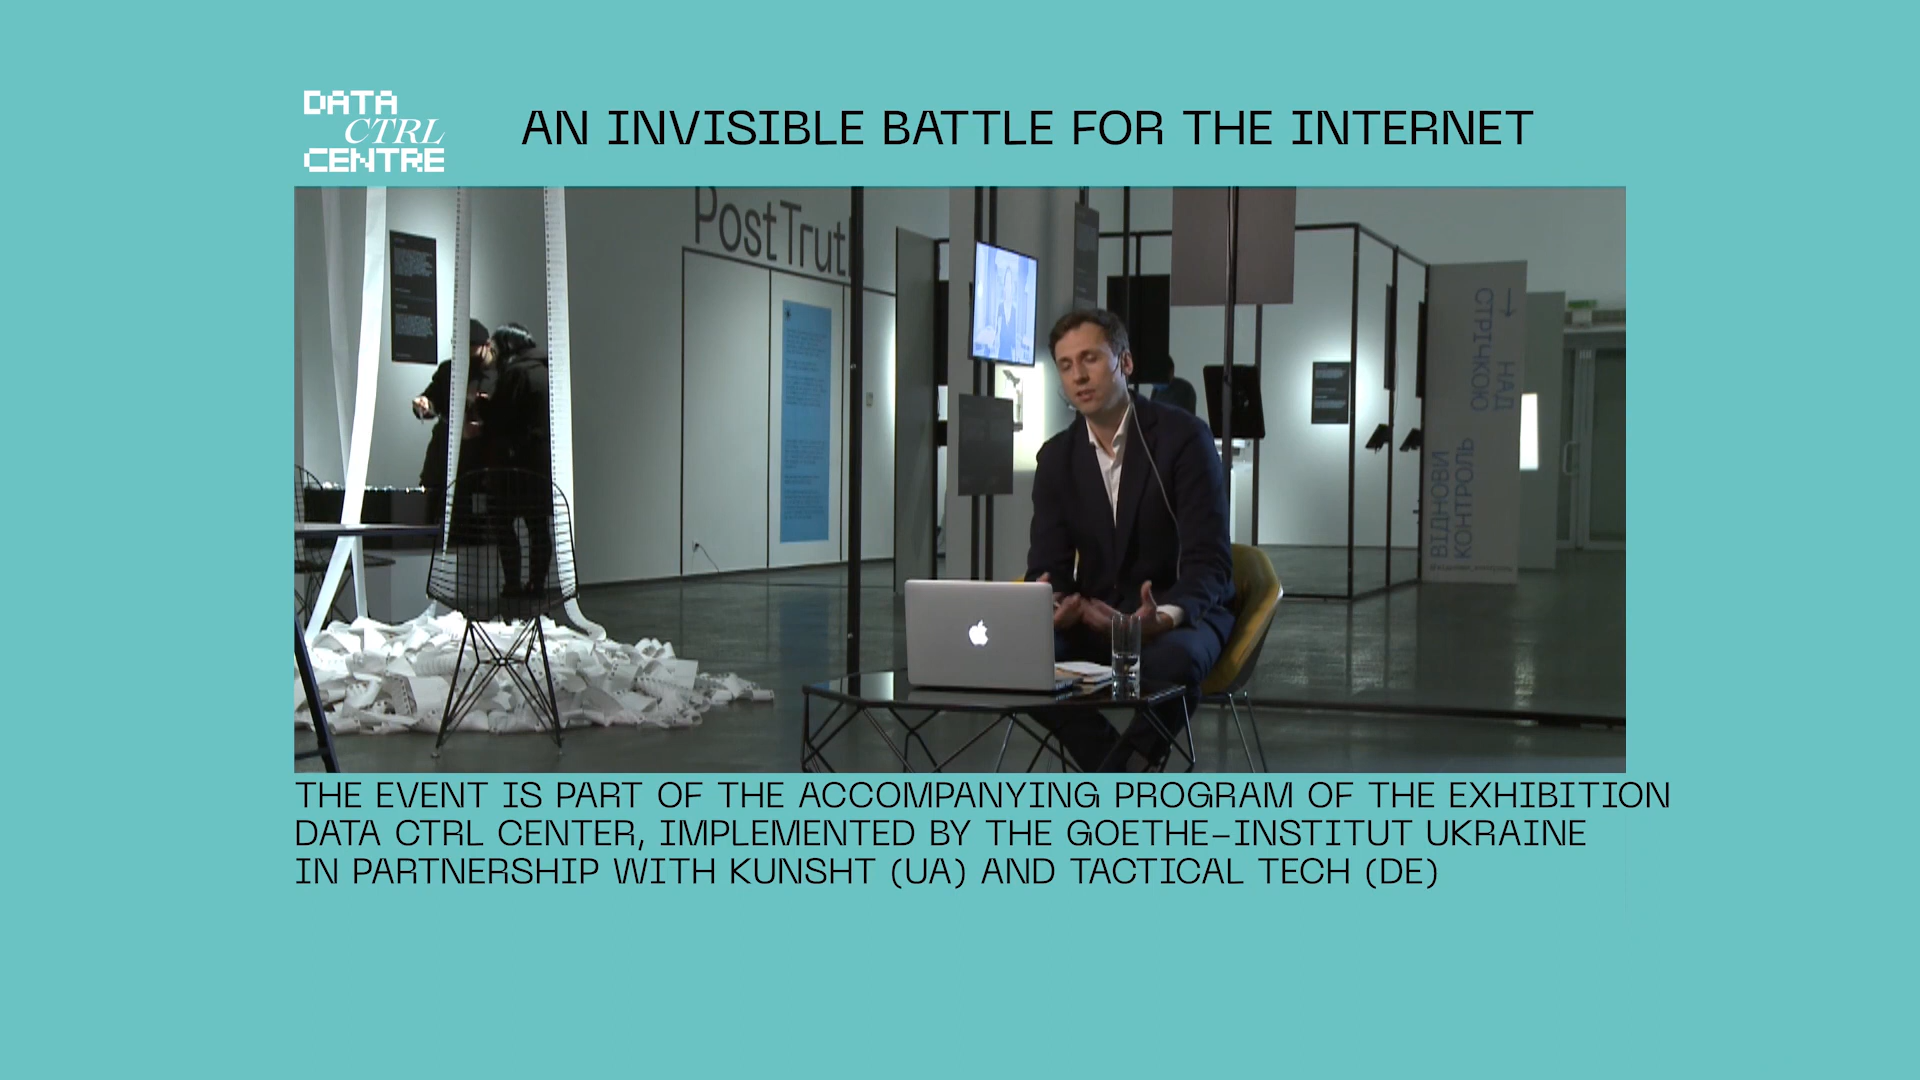 DATA
CTRL
CENTRE
AN INVISIBLE BATTLE FOR THE INTERNET
PostTrut
НАД
СТРІЧКОЮ
ВІДНОВИ
КОНТРОЛЬ
THE EVENT IS PART OF THE ACCOMPANYING PROGRAM OF THE EXHIBITION
DATA CTRL CENTER, IMPLEMENTED BY THE GOETHE-INSTITUT UKRAINE
IN PARTNERSHIP WITH KUNSHT (UA) AND TACTICAL TECH (DE)